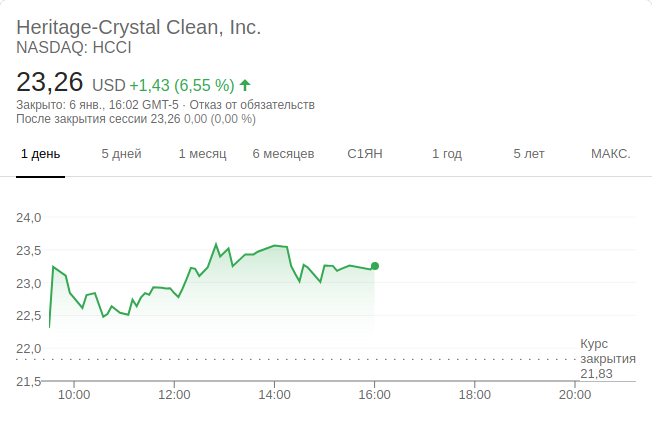 Heritage-Crystal Clean, Inc.
NASDAQ: HCCI
23,26 USD +1,43 (6,55 %)
Закрыто: 6 янв., 16:02 GMT-5 · Отказ от обязательств
После закрытия сессии 23,26 0,00 (0,00 %)
1 день 5 дней 1 месяц 6 месяцев С1ЯН 1 год 5 лет МАКС.
24,0
23,5
23,0
22,5
22,0
Курс
закрытия
21,83
21,5
10:00 12:00 14:00 16:00 18:00 20:00